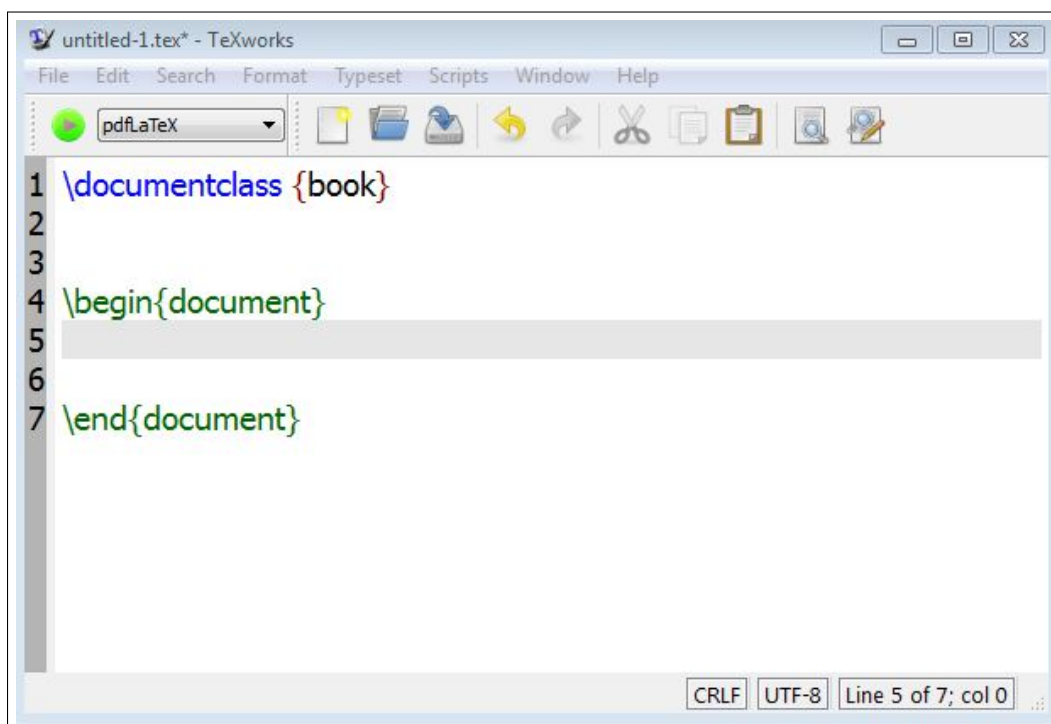 untitled-1.tex* - TeXworks
File Edit Search Format Typeset Scripts Window Help
pdfLaTeX
1 \documentclass {book}
2
3
4 \begin{document}
5
6
7 \end{document}
CRLF UTF-8 Line 5 of 7; col 0